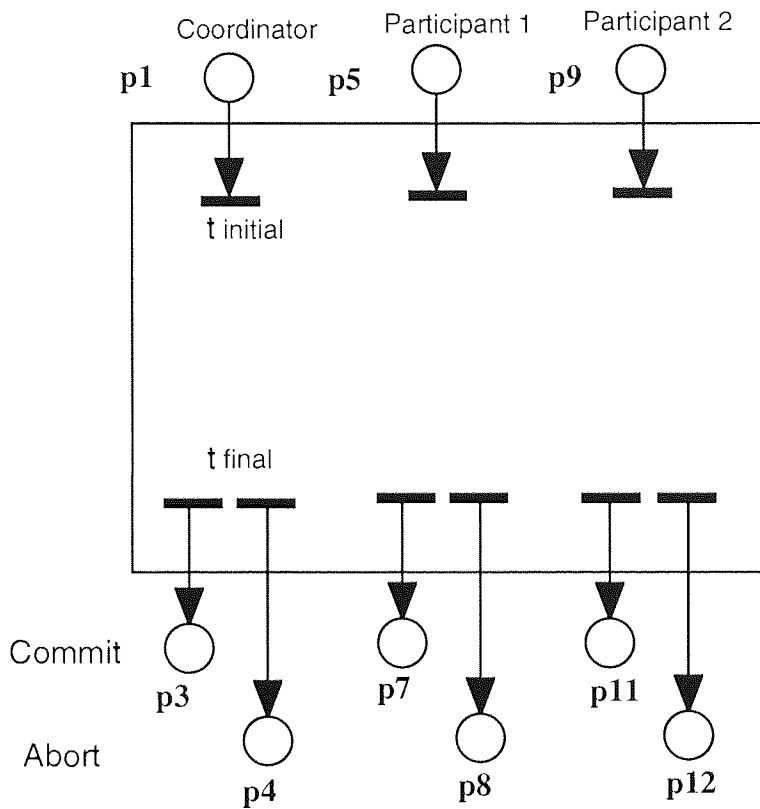 Coordinator
Participant 1
Participant 2
p1
p5
p9
t initial
t final
Commit
p3
p7
p11
Abort
p4
p8
p12